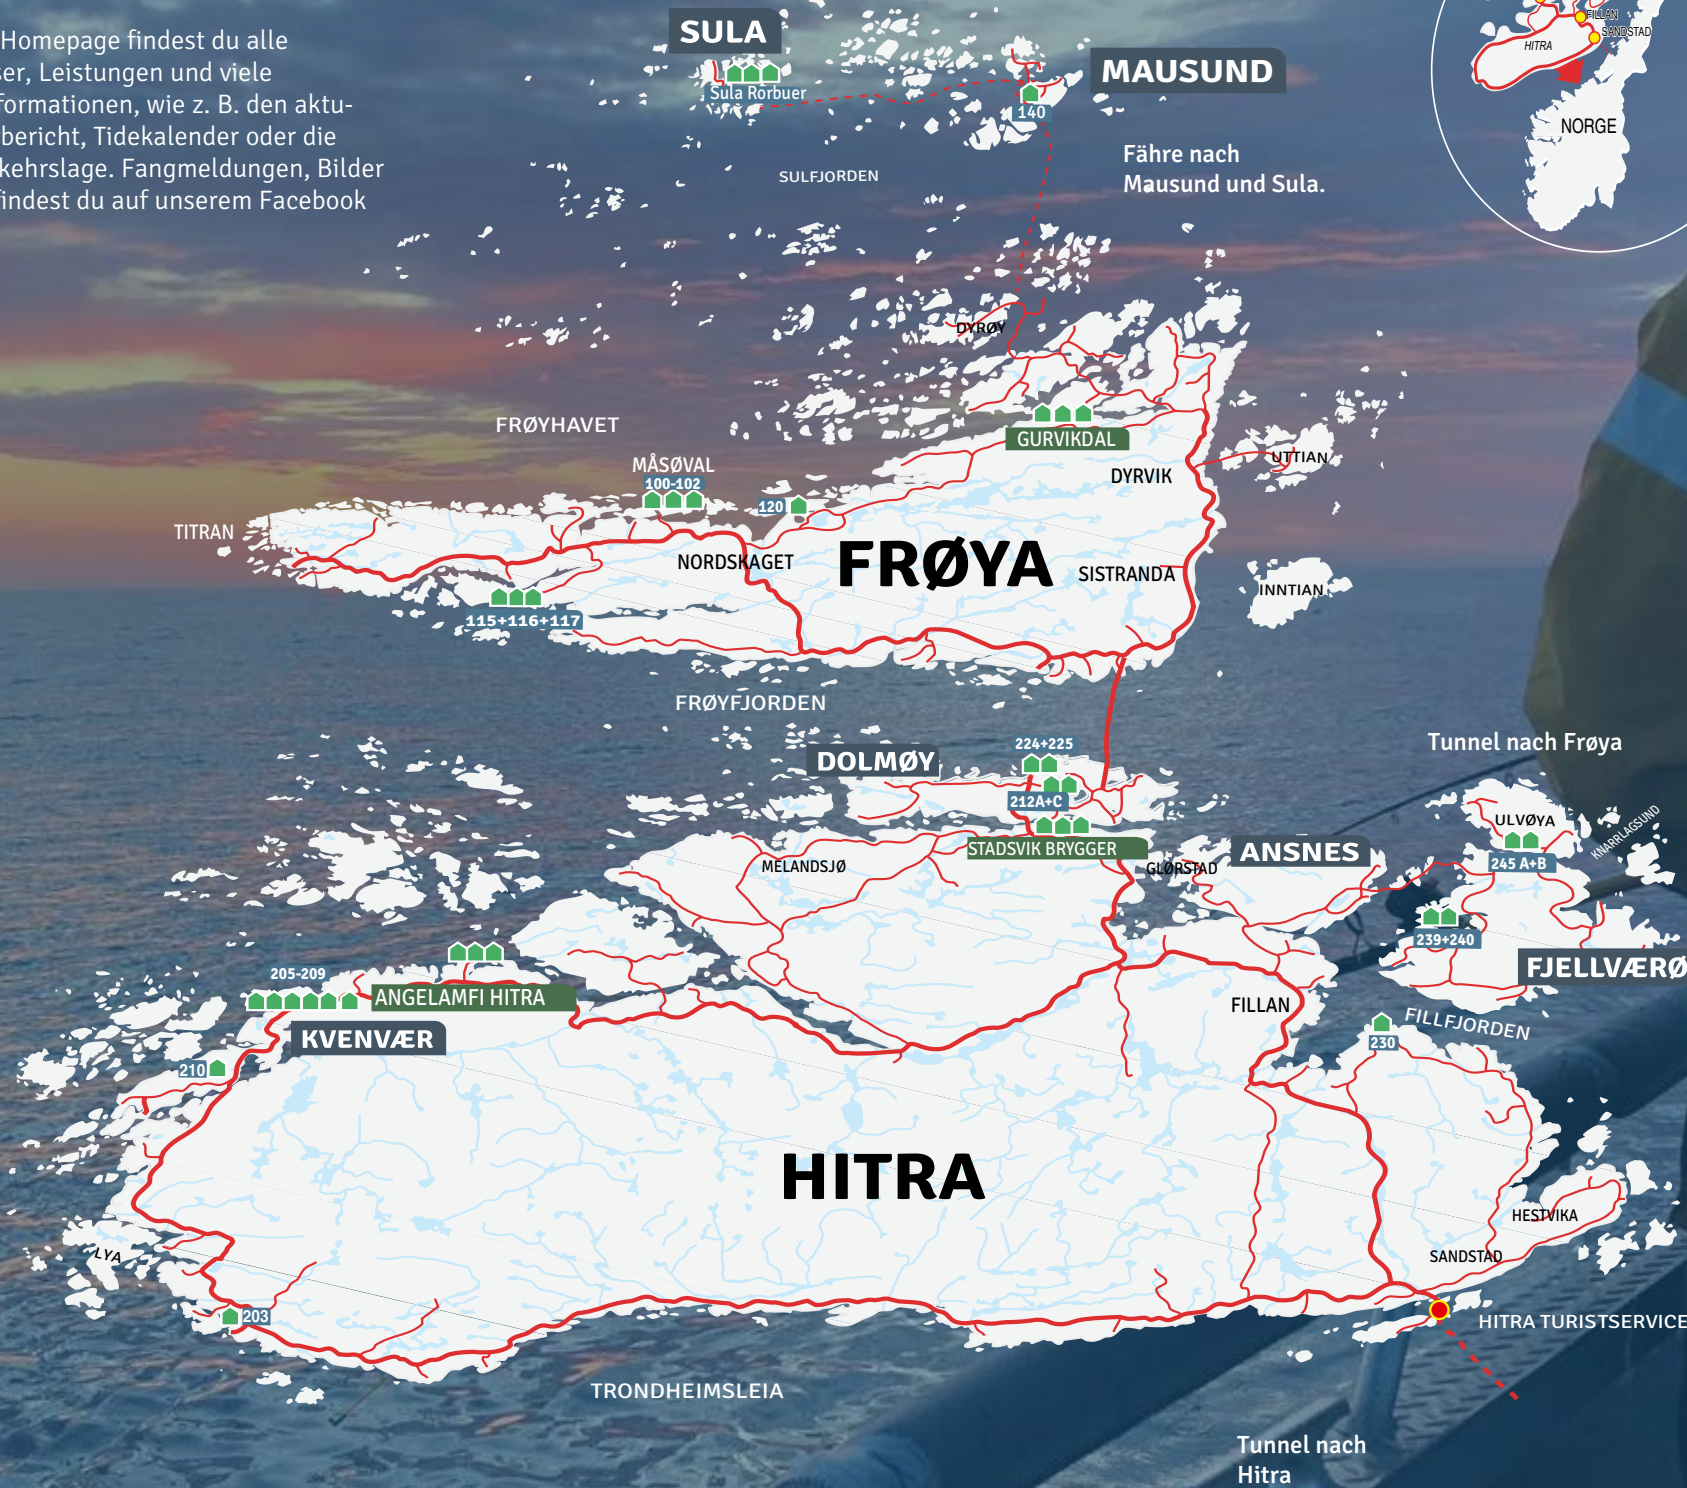 Homepage findest du alle
ser, Leistungen und viele
formationen, wie z. B. den aktu-
bericht, Tidekalender oder die
kehrslage. Fangmeldungen, Bilder
findest du auf unserem Facebook
SULA
Sula Rorbuer
MAUSUND
140
Fähre nach
Mausund und Sula.
FILLAN
SANDSTAD
HITRA
NORGE
SULFJORDEN
DYRØY
FRØYHAVET
GURVIKDAL
MÅSØVAL
100-102
DYRVIK
UTTIAN
120
TITRAN
NORDSKAGET
FRØYA
SISTRANDA
INNTIAN
115+116+117
FRØYFJORDEN
DOLMØY
224+225
212A+C
Tunnel nach Frøya
STADSVIK BRYGGER
MELANDSJØ
GLØRSTAD
ANSNES
ULVØYA
245 A+B
KNARRLAGSUND
239+240
FJELLVÆRØ
205-209
ANGELAMFI HITRA
KVENVÆR
FILLAN
FILLFJORDEN
230
210
HITRA
HESTVIKA
SANDSTAD
LYA
203
HITRA TURISTSERVICE
TRONDHEIMSLEIA
Tunnel nach
Hitra